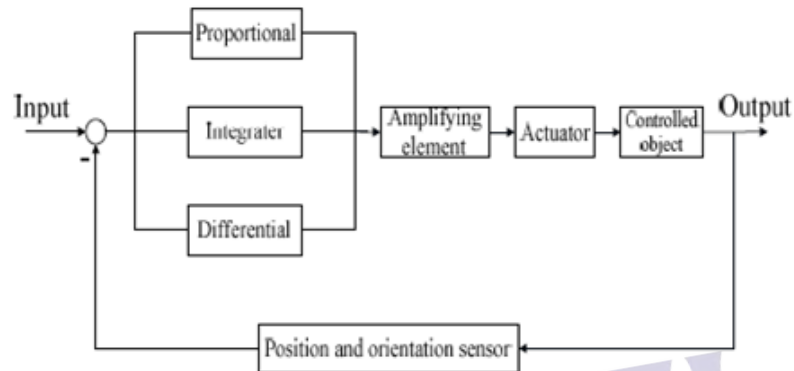 Proportional
Input
Integrater
Amplifying
element
Actuator
Controlled
object
Output
-
Differential
Position and orientation sensor